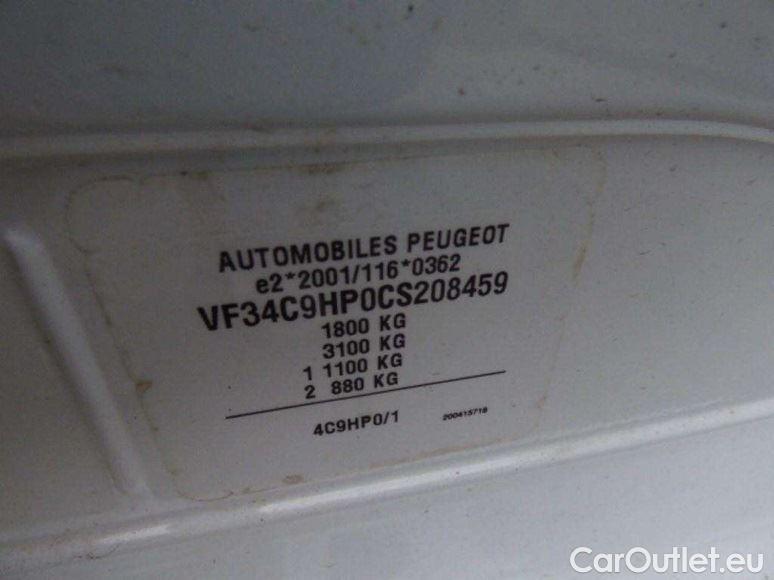 AUTOMOBILES PEUGEOT
e2*2001/116*0362
VF34C9HP0CS208459
1800 KG
3100 KG
1 1100 KG
2 880 KG
4C9HP0/1 200415718
CarOutlet.eu